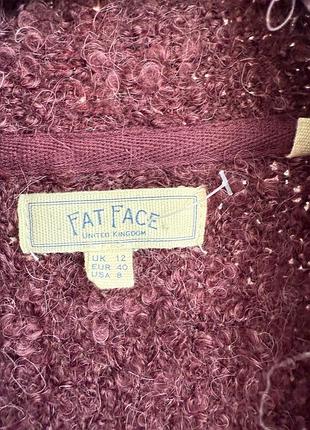 FAT FACE
UNITED KINGDOM
UK 12
EUR 40
USA 8